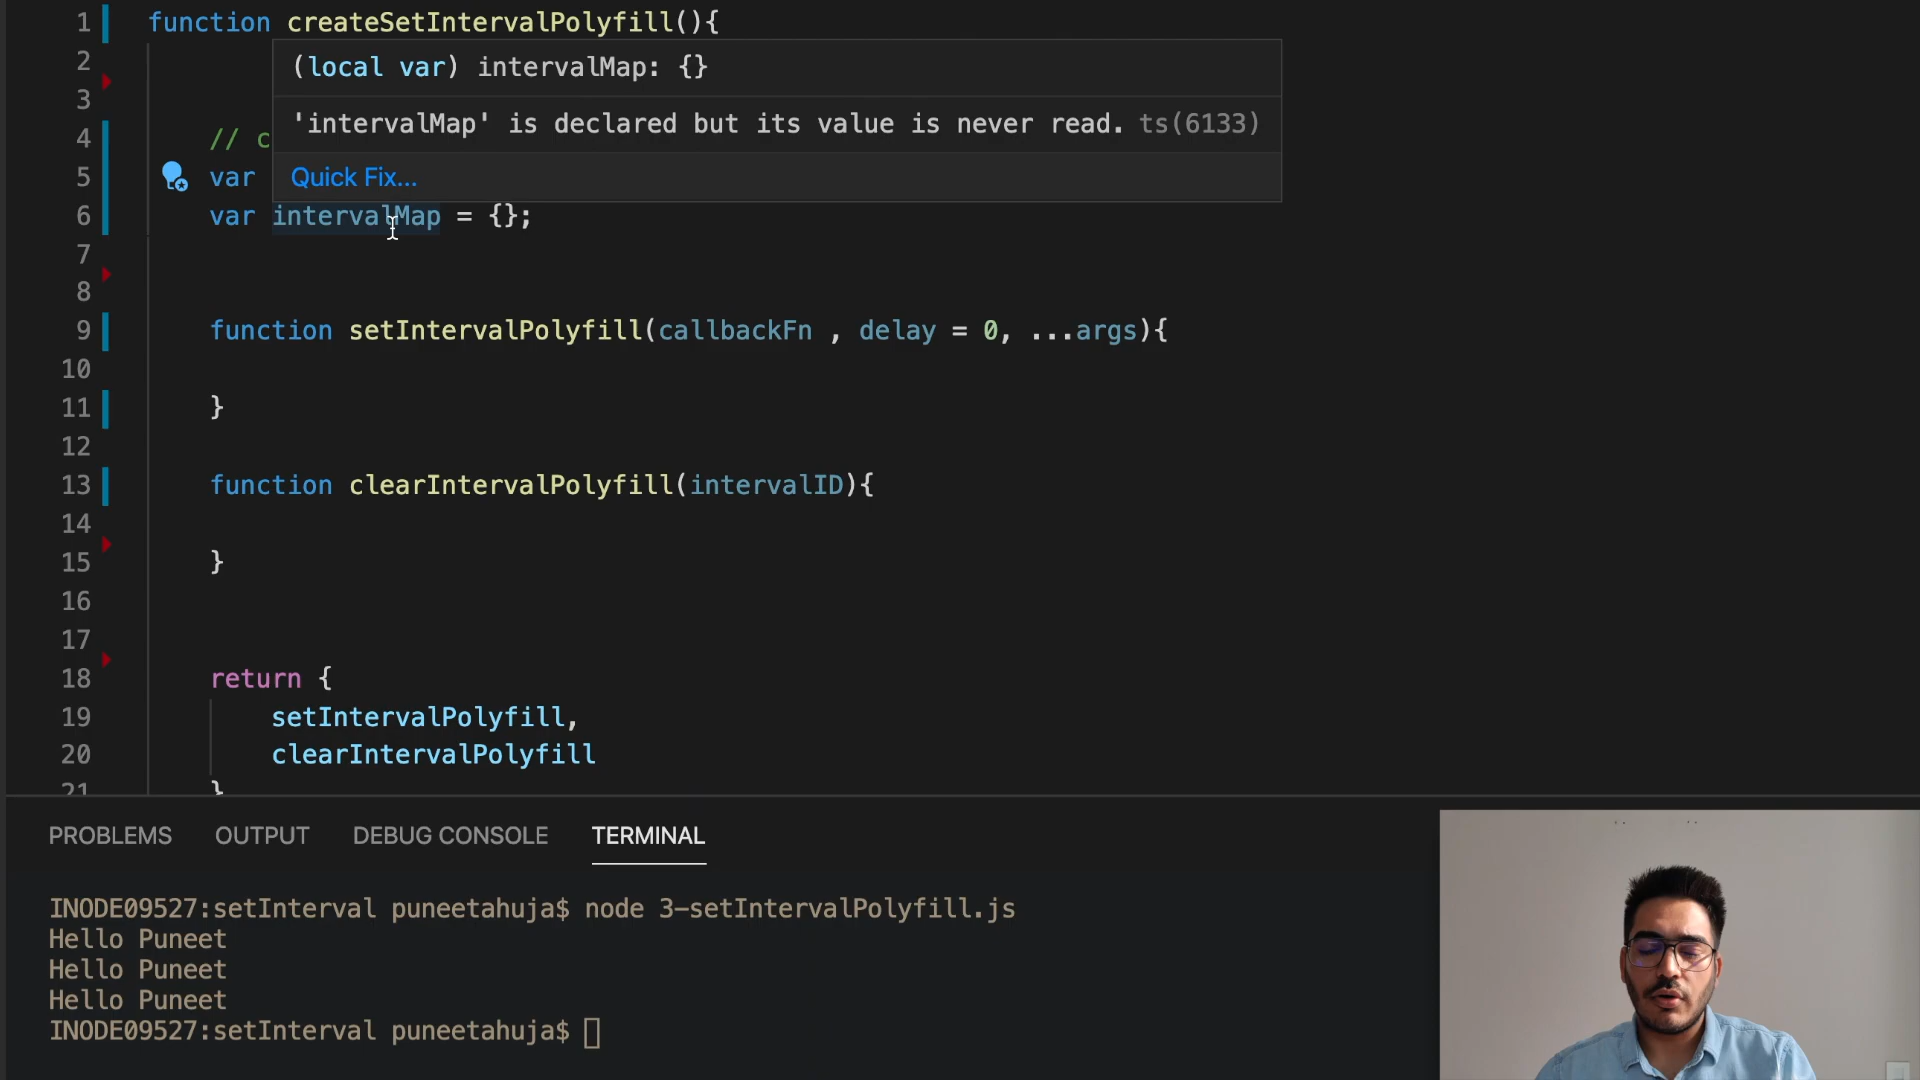 1 function createSetIntervalPolyfill(){
2
(local var) intervalMap: {}
3
'intervalMap' is declared but its value is never read. ts(6133)
4 // c
5 var
Quick Fix...
6 var intervalMap = {};
7
8
9 function setIntervalPolyfill(callbackFn , delay = 0, ...args){
10
11 }
12
13 function clearIntervalPolyfill(intervalID){
14
15 }
16
17
18 return {
19 setIntervalPolyfill,
20 clearIntervalPolyfill
21 }
PROBLEMS OUTPUT DEBUG CONSOLE TERMINAL
INODE09527:setInterval puneetahuja$ node 3-setIntervalPolyfill.js
Hello Puneet
Hello Puneet
Hello Puneet
INODE09527:setInterval puneetahuja$